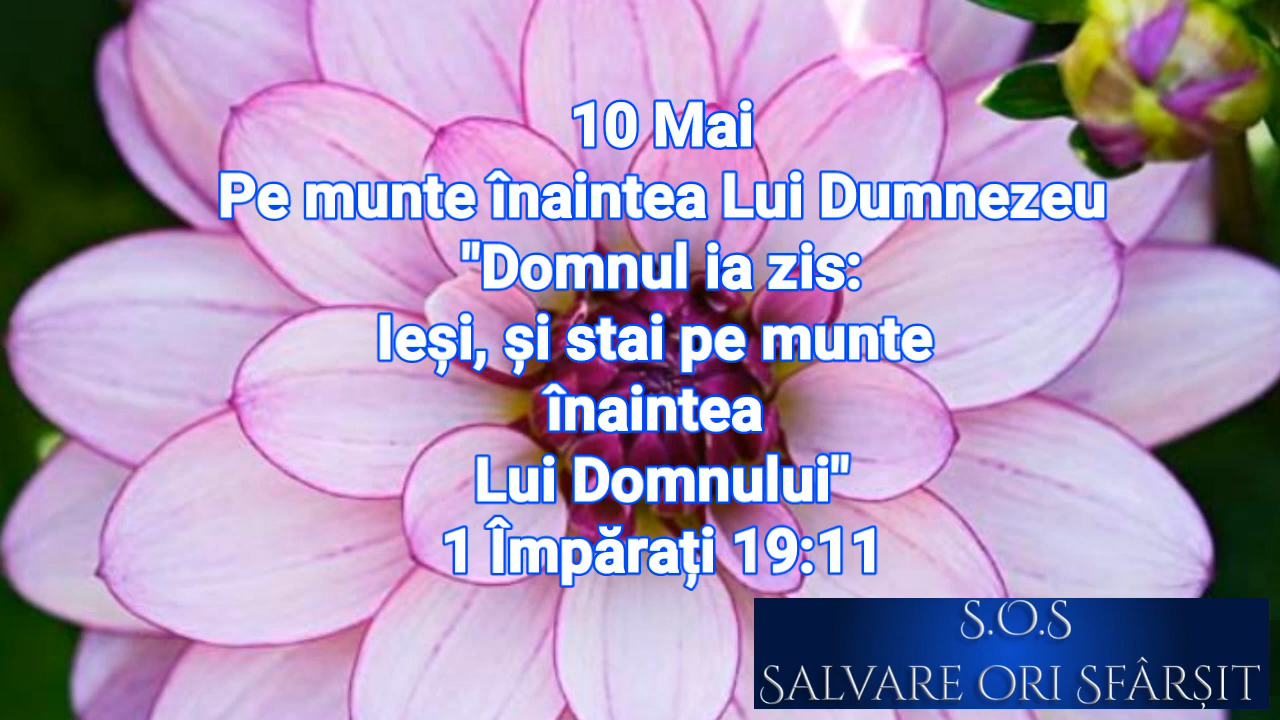 10 Mai
Pe munte înaintea Lui Dumnezeu
"Domnul ia zis:
Ieși, și stai pe munte
înaintea
Lui Domnului"
1 Împărați 19:11
S.O.S
Salvare Ori Sfârșit